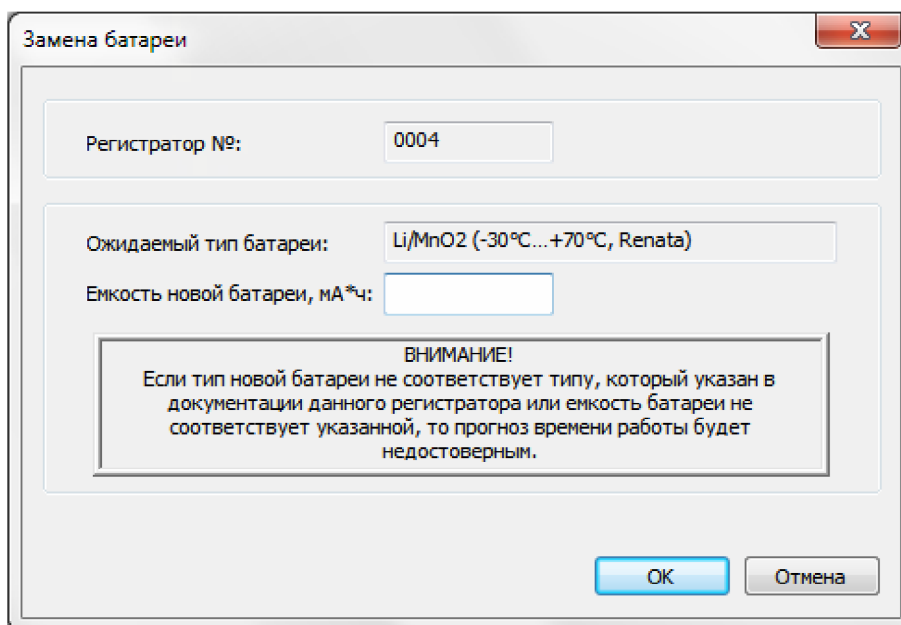 Замена батареи
Регистратор №: 0004
Ожидаемый тип батареи: Li/MnO2 (-30°C...+70°C, Renata)
Емкость новой батареи, мА*ч:
ВНИМАНИЕ!
Если тип новой батареи не соответствует типу, который указан в
документации данного регистратора или емкость батареи не
соответствует указанной, то прогноз времени работы будет
недостоверным.
OK Отмена